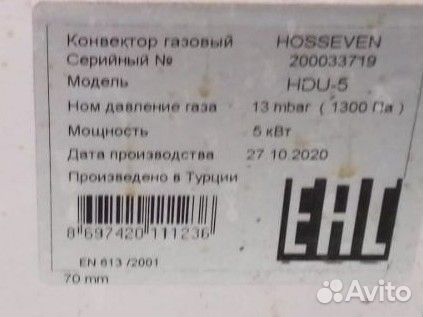 Конвектор газовый HOSSEVEN
Серийный № 200033719
Модель HDU-5
Ном давление газа 13 mbar ( 1300 Па )
Мощность 5 кВт
Дата производства 27.10.2020
Произведено в Турции
8 697420 111236
EAC
EN 613 /2001
70 mm
Avito